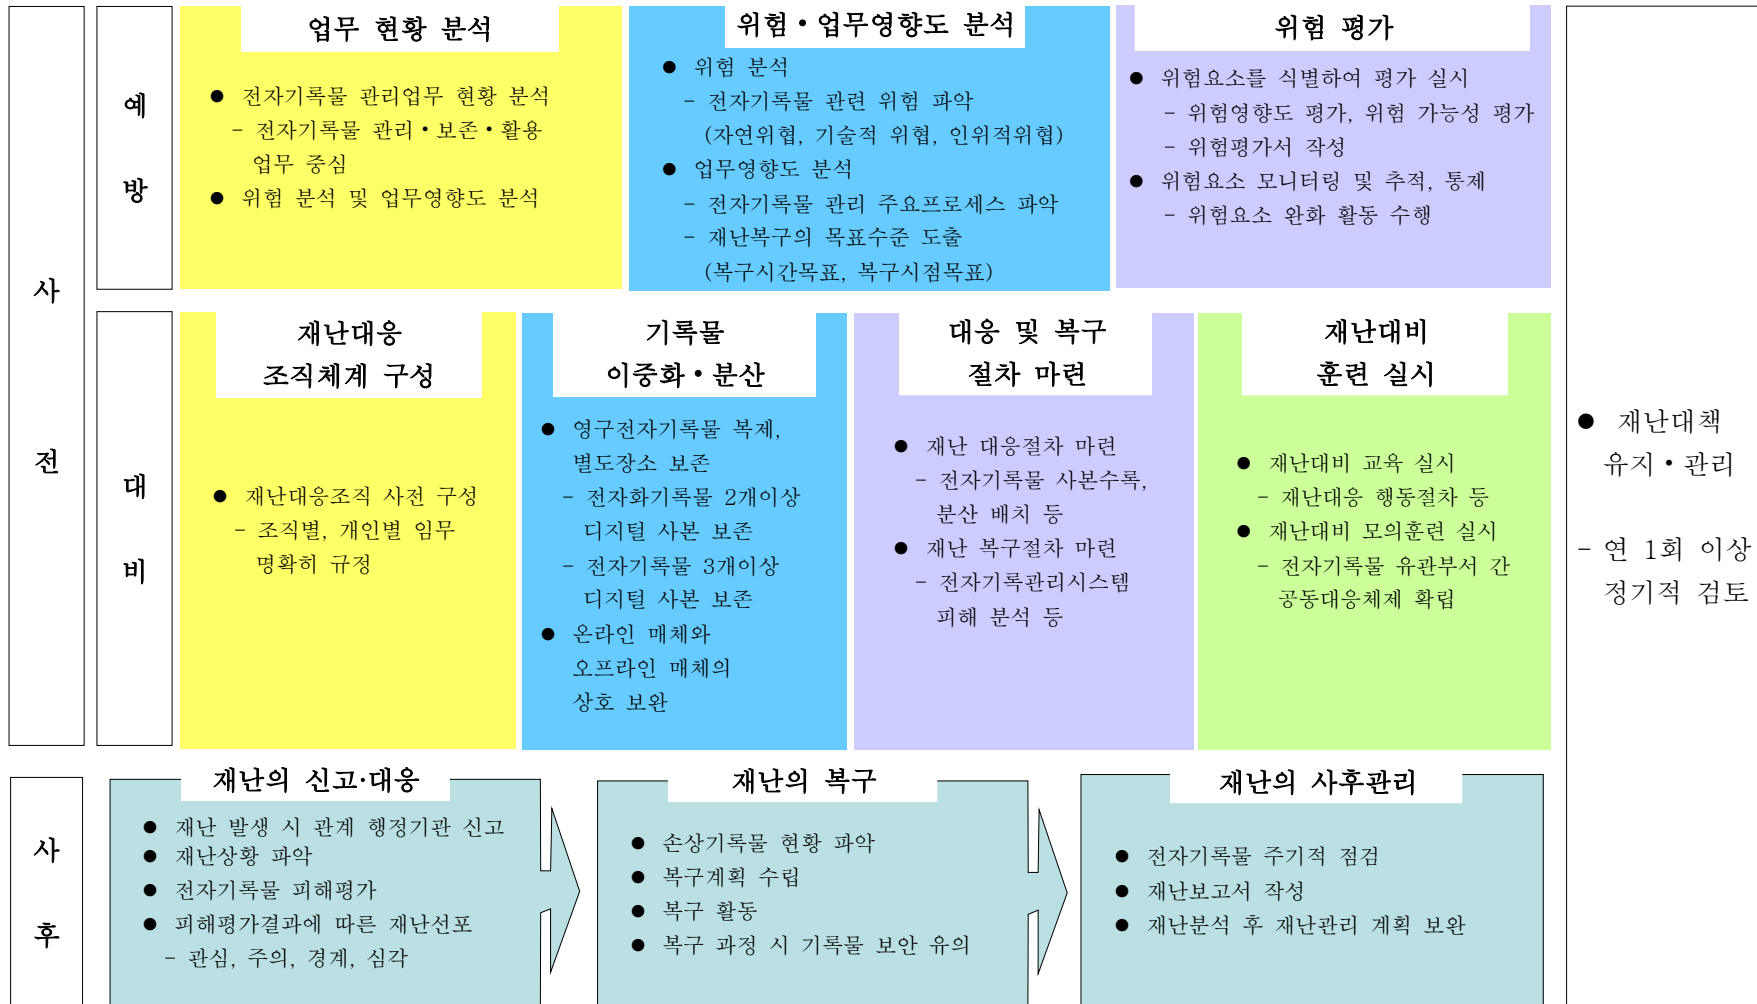 사
전
예
방
업무 현황 분석
● 전자기록물 관리업무 현황 분석
- 전자기록물 관리·보존·활용
업무 중심
● 위험 분석 및 업무영향도 분석
위험·업무영향도 분석
● 위험 분석
- 전자기록물 관련 위험 파악
(자연위협, 기술적 위협, 인위적위협)
● 업무영향도 분석
- 전자기록물 관리 주요프로세스 파악
- 재난복구의 목표수준 도출
(복구시간목표, 복구시점목표)
위험 평가
● 위험요소를 식별하여 평가 실시
- 위험영향도 평가, 위험 가능성 평가
- 위험평가서 작성
● 위험요소 모니터링 및 추적, 통제
- 위험요소 완화 활동 수행
대
비
재난대응
조직체계 구성
● 재난대응조직 사전 구성
- 조직별, 개인별 임무
명확히 규정
기록물
이중화·분산
● 영구전자기록물 복제,
별도장소 보존
- 전자화기록물 2개이상
디지털 사본 보존
- 전자기록물 3개이상
디지털 사본 보존
● 온라인 매체와
오프라인 매체의
상호 보완
대응 및 복구
절차 마련
● 재난 대응절차 마련
- 전자기록물 사본수록,
분산 배치 등
● 재난 복구절차 마련
- 전자기록관리시스템
피해 분석 등
재난대비
훈련 실시
● 재난대비 교육 실시
- 재난대응 행동절차 등
● 재난대비 모의훈련 실시
- 전자기록물 유관부서 간
공동대응체제 확립
사
후
재난의 신고·대응
● 재난 발생 시 관계 행정기관 신고
● 재난상황 파악
● 전자기록물 피해평가
● 피해평가결과에 따른 재난선포
- 관심, 주의, 경계, 심각
재난의 복구
● 손상기록물 현황 파악
● 복구계획 수립
● 복구 활동
● 복구 과정 시 기록물 보안 유의
재난의 사후관리
● 전자기록물 주기적 점검
● 재난보고서 작성
● 재난분석 후 재난관리 계획 보완
● 재난대책
유지·관리
- 연 1회 이상
정기적 검토